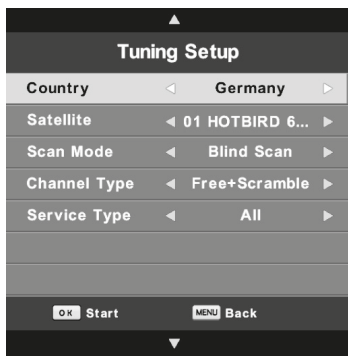 Tuning Setup
Country Germany
Satellite 01 HOTBIRD 6...
Scan Mode Blind Scan
Channel Type Free+Scramble
Service Type All
OK Start MENU Back